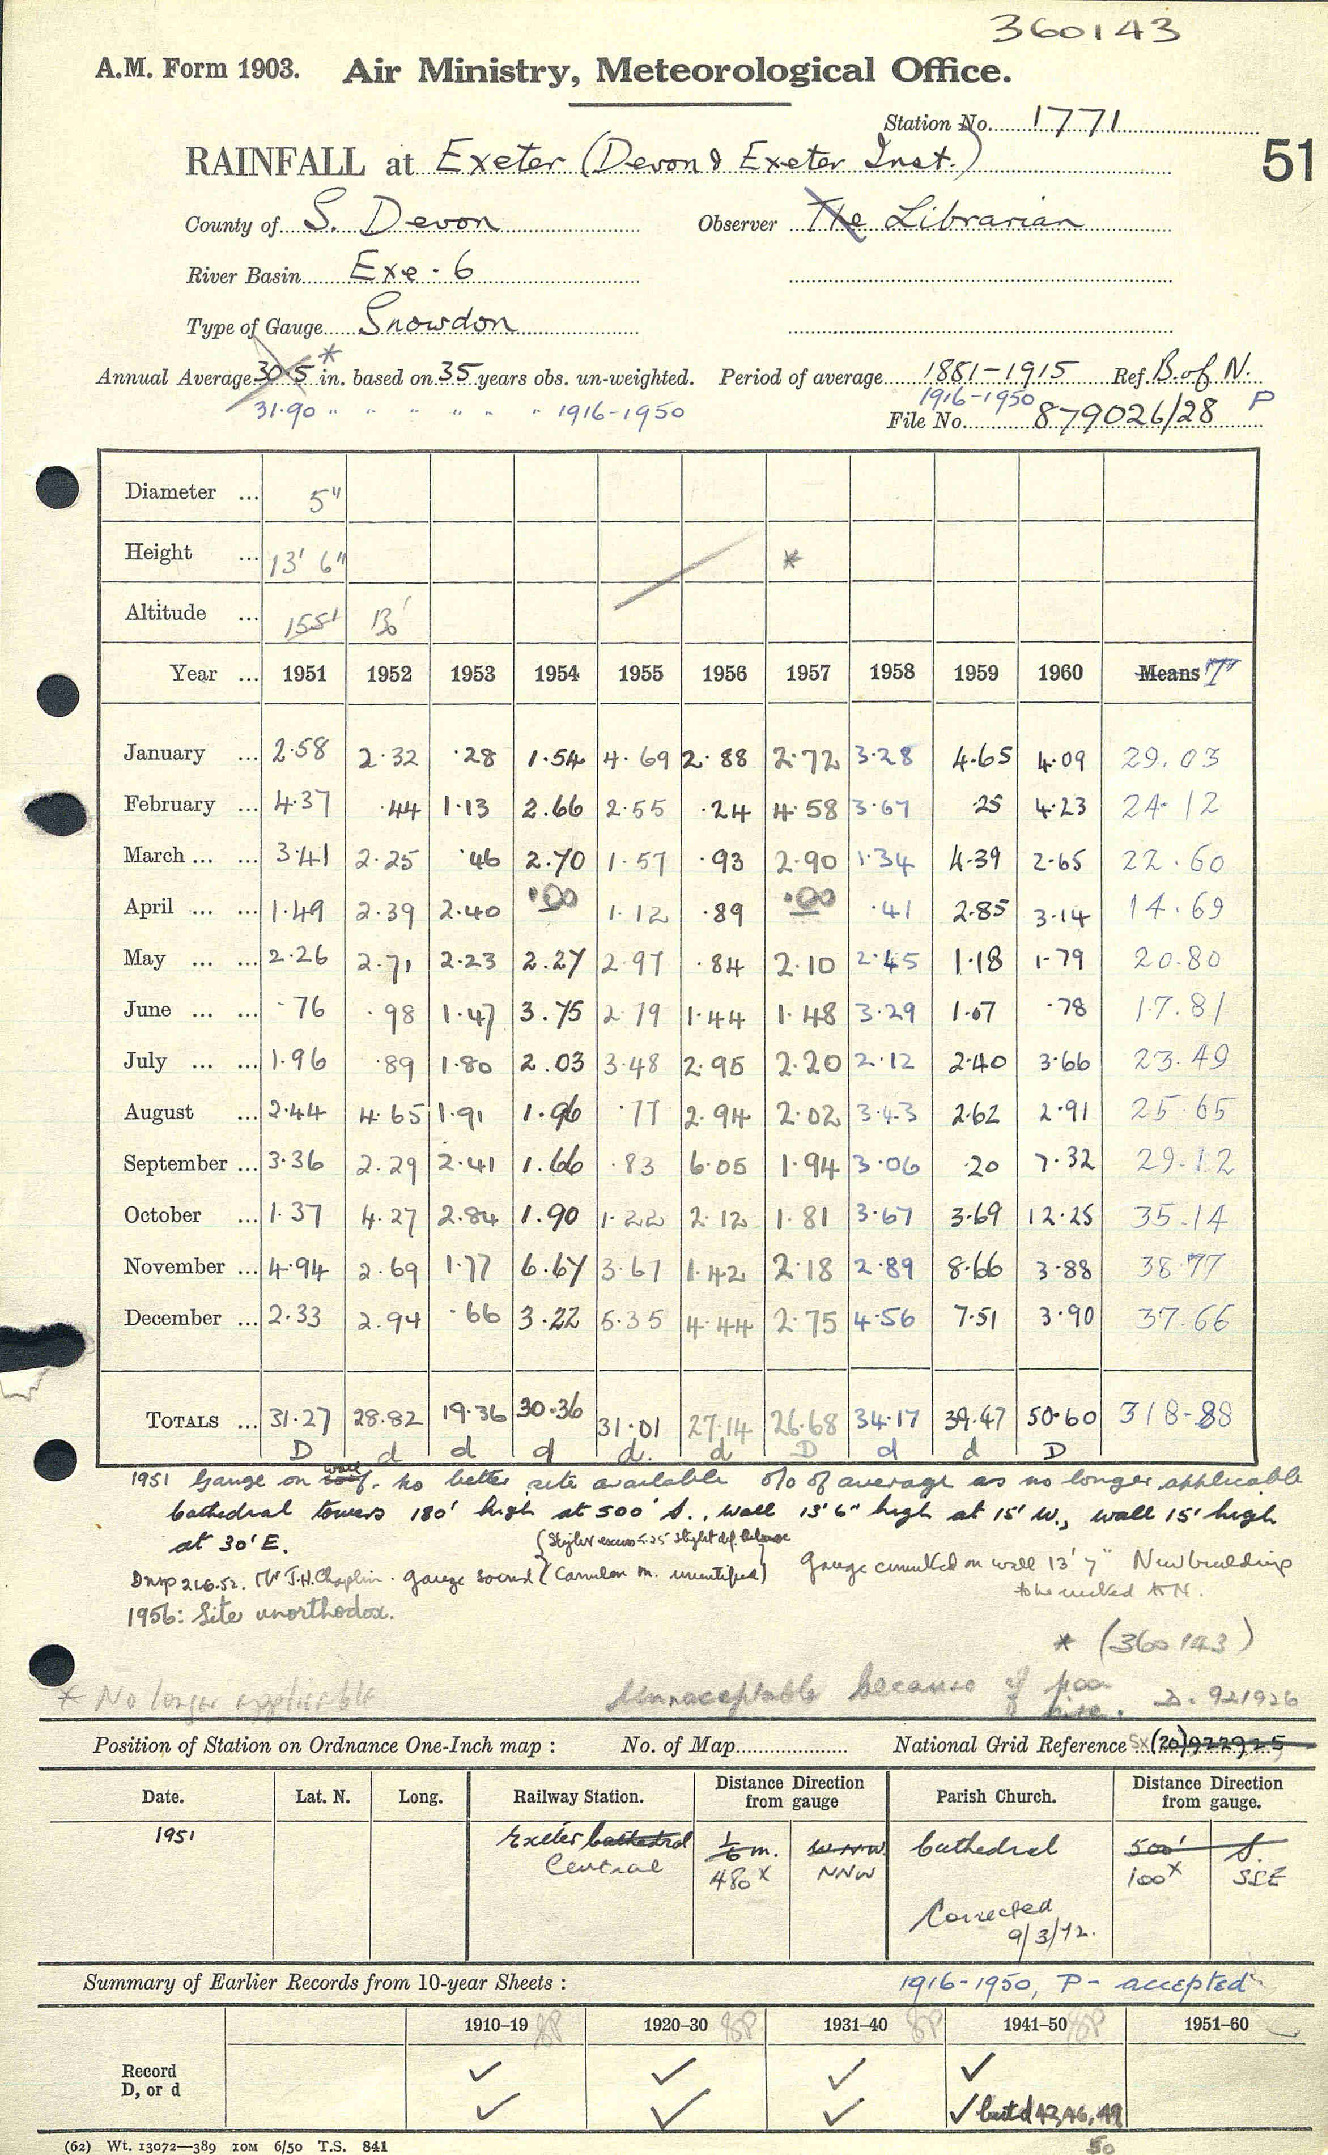 360143
A.M. Form 1903. Air Ministry, Meteorological Office.
Station No. 1771
RAINFALL at Exeter (Devon & Exeter Inst.) 51
County of S. Devon Observer The Librarian
River Basin Exe - 6
Type of Gauge Snowdon
Annual Average 30.5 * in. based on 35 years obs. un-weighted. Period of average 1881-1915 Ref. B. of N.
31.90 " " " " " " 1916-1950 1916-1950 P
File No. 879026/28
Diameter ... 5"
Height ... 13' 6" *
Altitude ... 155' 130'
Year ... 1951 1952 1953 1954 1955 1956 1957 1958 1959 1960 Means "T"
January ... 2.58 2.32 .28 1.54 4.69 2.88 2.72 3.28 4.65 4.09 29.03
February ... 4.37 .44 1.13 2.66 2.55 .24 4.58 3.67 .25 4.23 24.12
March ... ... 3.41 2.25 .46 2.70 1.57 .93 2.90 1.34 4.39 2.65 22.60
April ... ... 1.49 2.39 2.40 .00 1.12 .89 .00 .41 2.85 3.14 14.69
May ... ... 2.26 2.71 2.23 2.27 2.97 .84 2.10 2.45 1.18 1.79 20.80
June ... ... .76 .98 1.47 3.75 2.79 1.44 1.48 3.29 1.07 .78 17.81
July ... ... 1.96 .89 1.80 2.03 3.48 2.95 2.20 2.12 2.40 3.66 23.49
August ... 2.44 4.65 1.91 1.96 .77 2.94 2.02 3.43 2.62 2.91 25.65
September ... 3.36 2.29 2.41 1.66 .83 6.05 1.94 3.06 .20 7.32 29.12
October ... 1.37 4.27 2.84 1.90 1.22 2.12 1.81 3.67 3.69 12.25 35.14
November ... 4.94 2.69 1.77 6.67 3.67 1.42 2.18 2.89 8.66 3.88 38.77
December ... 2.33 2.94 .66 3.22 5.35 4.44 2.75 4.56 7.51 3.90 37.66
TOTALS ... 31.27 28.82 19.36 30.36 31.01 27.14 26.68 34.17 39.47 50.60 318.88
D d d d d. d D d d D
1951 Gauge on wall. No better site available % of average as no longer applicable
Cathedral towers 180' high at 500' S., wall 13'6" high at 15' W., wall 15' high
at 30' E.
(Snyder excess 5.25 slight def. below
Insp 21.6.52. Mr J.H. Chaplin. gauge sound (Camden m. uncertified) Gauge mounted on wall 13' 7" New building
to be erected to N.
1956: Site unorthodox.
* (360143)
* No longer applicable Unnacceptable because of poor site. D. 921926
Position of Station on Ordnance One-Inch map : No. of Map National Grid Reference SX (20) 922925
Date. Lat. N. Long. Railway Station. Distance Direction from gauge Parish Church. Distance Direction from gauge.
1951 Exeter Cathedral 1/6 m. WNW Cathedral 500' S.
Central 480x NNW 100x SSE
Corrected
9/3/72.
Summary of Earlier Records from 10-year Sheets : 1916-1950, P - accepted
1910-19 SP 1920-30 SP 1931-40 SP 1941-50 SP 1951-60
Record ✓ ✓ ✓ ✓
D, or d ✓ ✓ ✓ ✓ but d 43, 46, 49
50
(62) Wt. 13072-389 10M 6/50 T.S. 841